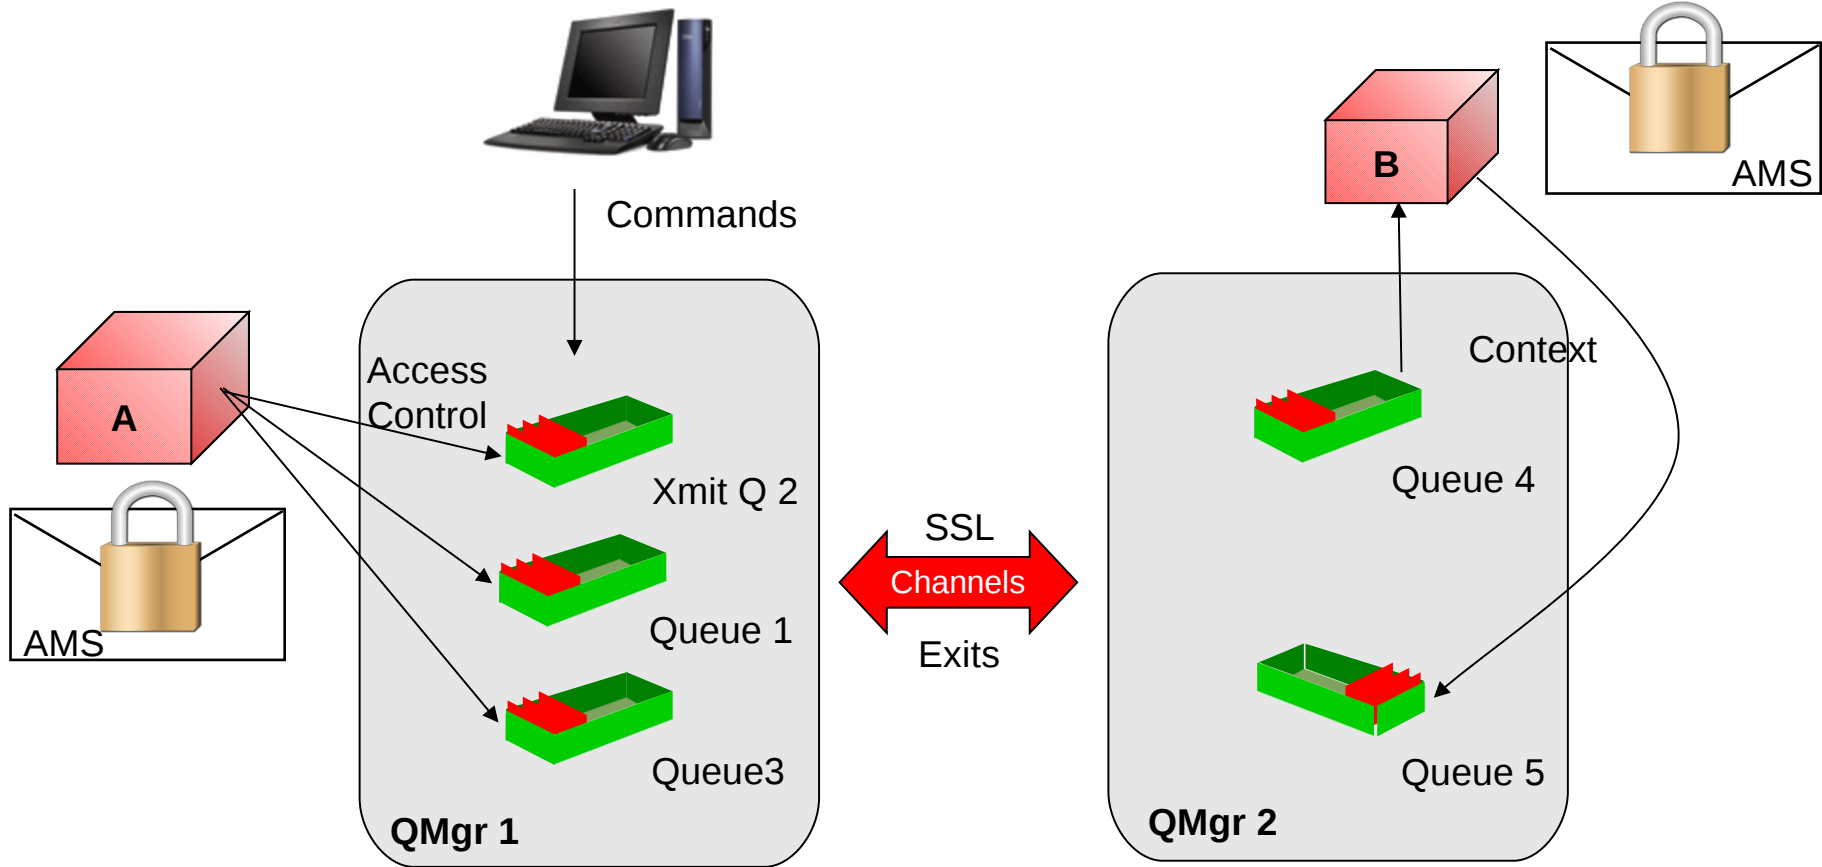 AMS
B
Commands
Access
Control
Context
A
Xmit Q 2
Queue 4
SSL
Channels
Exits
Queue 1
AMS
Queue3
Queue 5
QMgr 1
QMgr 2